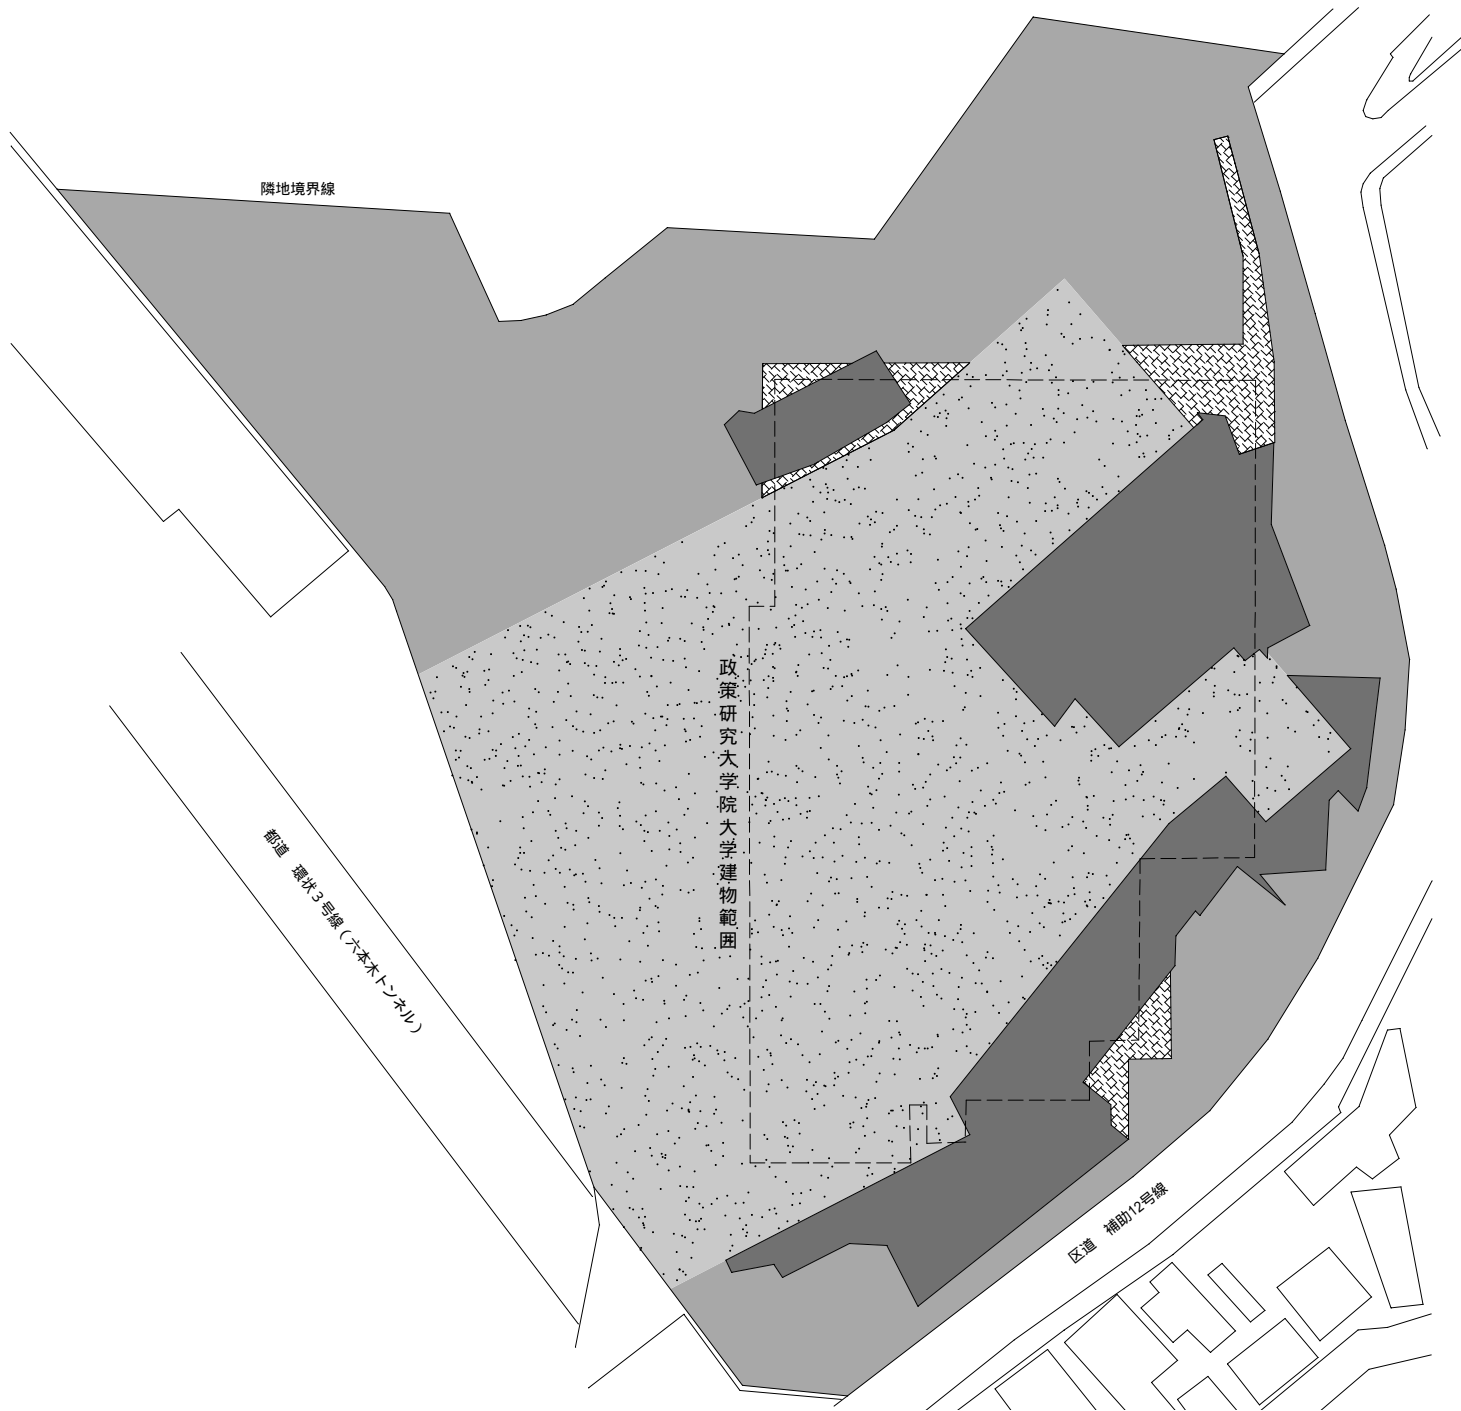 隣地境界線
政策研究大学院大学建物範囲
都道　環状３号線（六本木トンネル）
区道　補助12号線